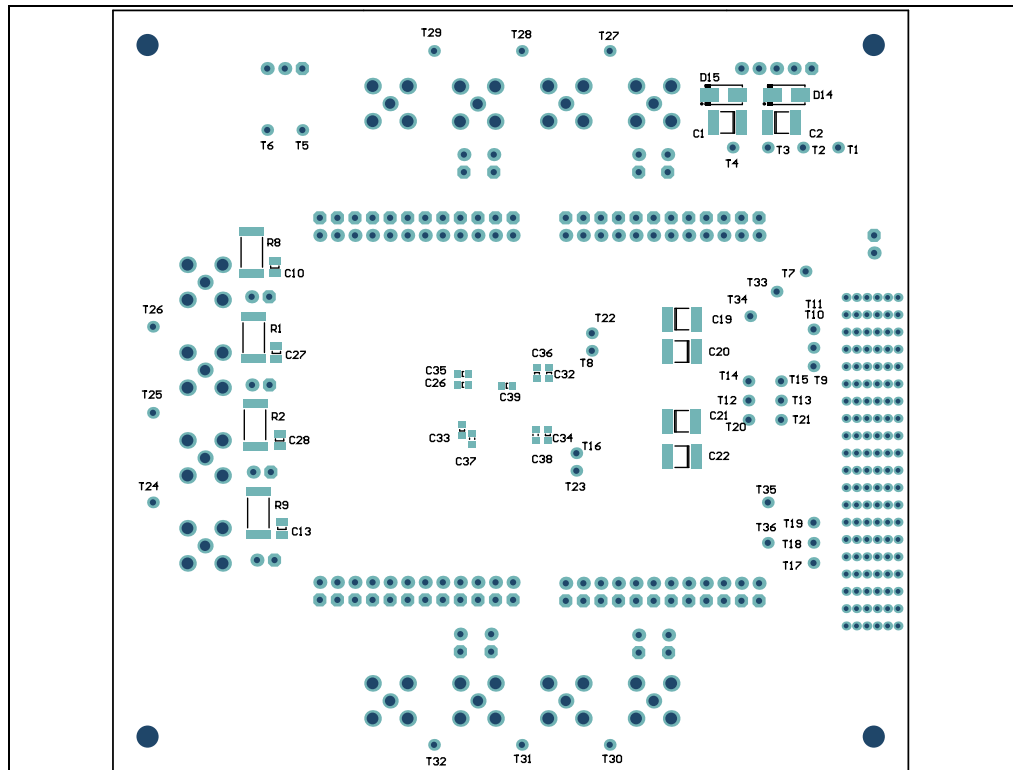 T29 T28 T27
D15
D14
C1 C2
T6 T5 T4 T3 T2 T1
R8
C10
T7
T33
T26 T34 T11
T10
R1 C19
T22
C27 C20
T8
C36
C35 C32 T14 T15 T9
C26
C39
T25 R2 T12 T13
C21
T20 T21
C28 C33 C34
T16
C37 C38 C22
T23
T24 T35
R9
C13 T36 T19
T18
T17
T32 T31 T30